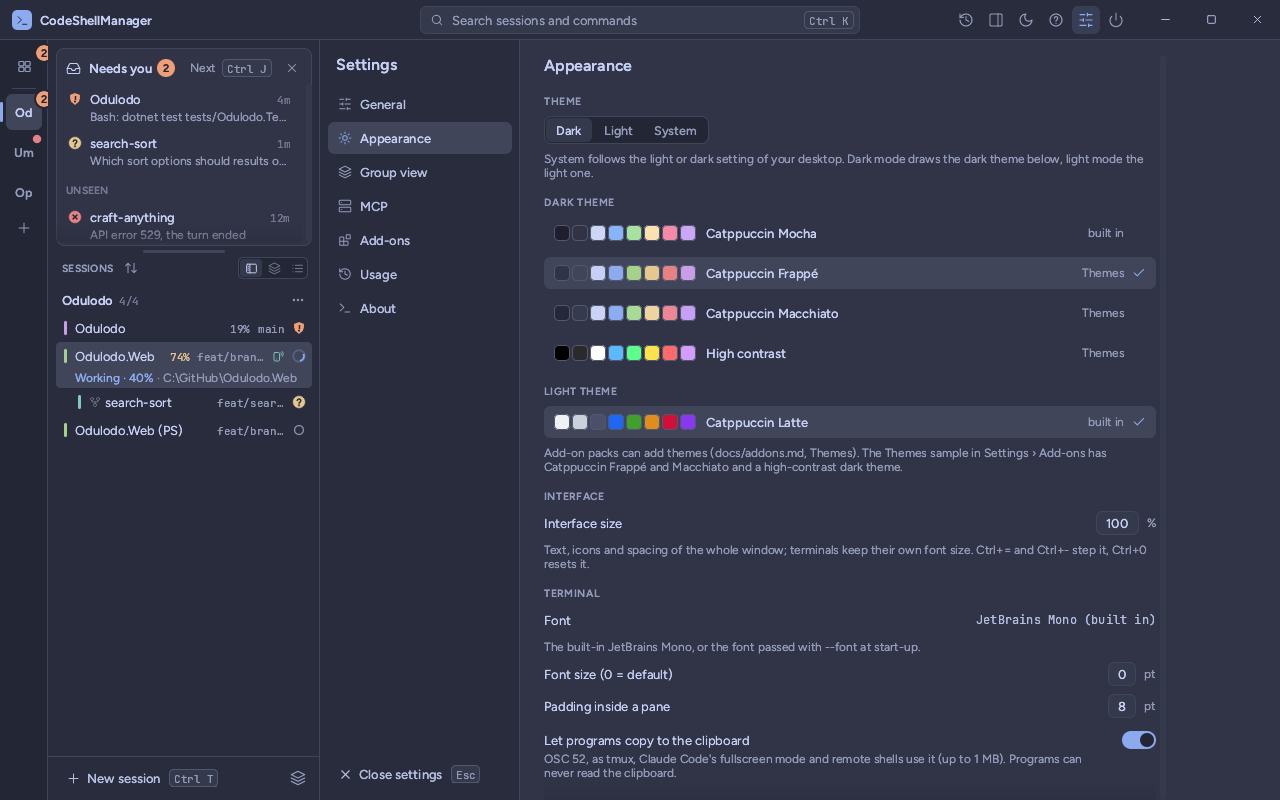 CodeShellManager
Search sessions and commands
Ctrl K
2
Od
2
Um
Op
Needs you 2 Next Ctrl J
Odulodo 4m
Bash: dotnet test tests/Odulodo.Te…
search-sort 1m
Which sort options should results o…
UNSEEN
craft-anything 12m
API error 529, the turn ended
SESSIONS
Odulodo 4/4
Odulodo 19% main
Odulodo.Web 74% feat/bran…
Working · 40% · C:\GitHub\Odulodo.Web
search-sort feat/sear…
Odulodo.Web (PS) feat/bran…
New session Ctrl T
Settings
General
Appearance
Group view
MCP
Add-ons
Usage
About
Close settings Esc
Appearance
THEME
Dark Light System
System follows the light or dark setting of your desktop. Dark mode draws the dark theme below, light mode the
light one.
DARK THEME
Catppuccin Mocha built in
Catppuccin Frappé Themes
Catppuccin Macchiato Themes
High contrast Themes
LIGHT THEME
Catppuccin Latte built in
Add-on packs can add themes (docs/addons.md, Themes). The Themes sample in Settings › Add-ons has
Catppuccin Frappé and Macchiato and a high-contrast dark theme.
INTERFACE
Interface size 100 %
Text, icons and spacing of the whole window; terminals keep their own font size. Ctrl+= and Ctrl+- step it, Ctrl+0
resets it.
TERMINAL
Font JetBrains Mono (built in)
The built-in JetBrains Mono, or the font passed with --font at start-up.
Font size (0 = default) 0 pt
Padding inside a pane 8 pt
Let programs copy to the clipboard
OSC 52, as tmux, Claude Code's fullscreen mode and remote shells use it (up to 1 MB). Programs can
never read the clipboard.